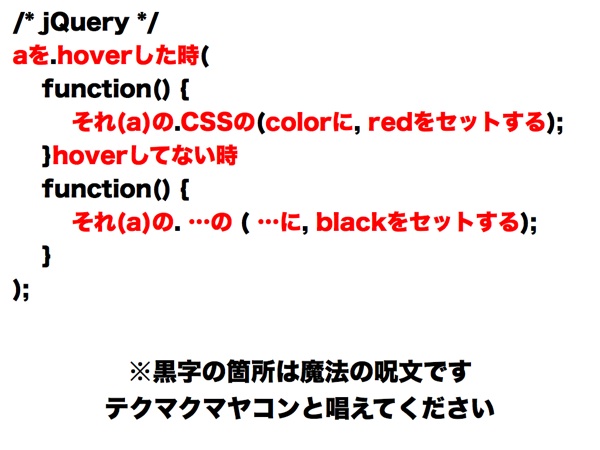 /* jQuery */
aを.hoverした時(
function() {
それ(a)の.CSSの(colorに, redをセットする);
}hoverしてない時
function() {
それ(a)の. …の ( …に, blackをセットする);
}
);
※黒字の箇所は魔法の呪文です
テクマクマヤコンと唱えてください